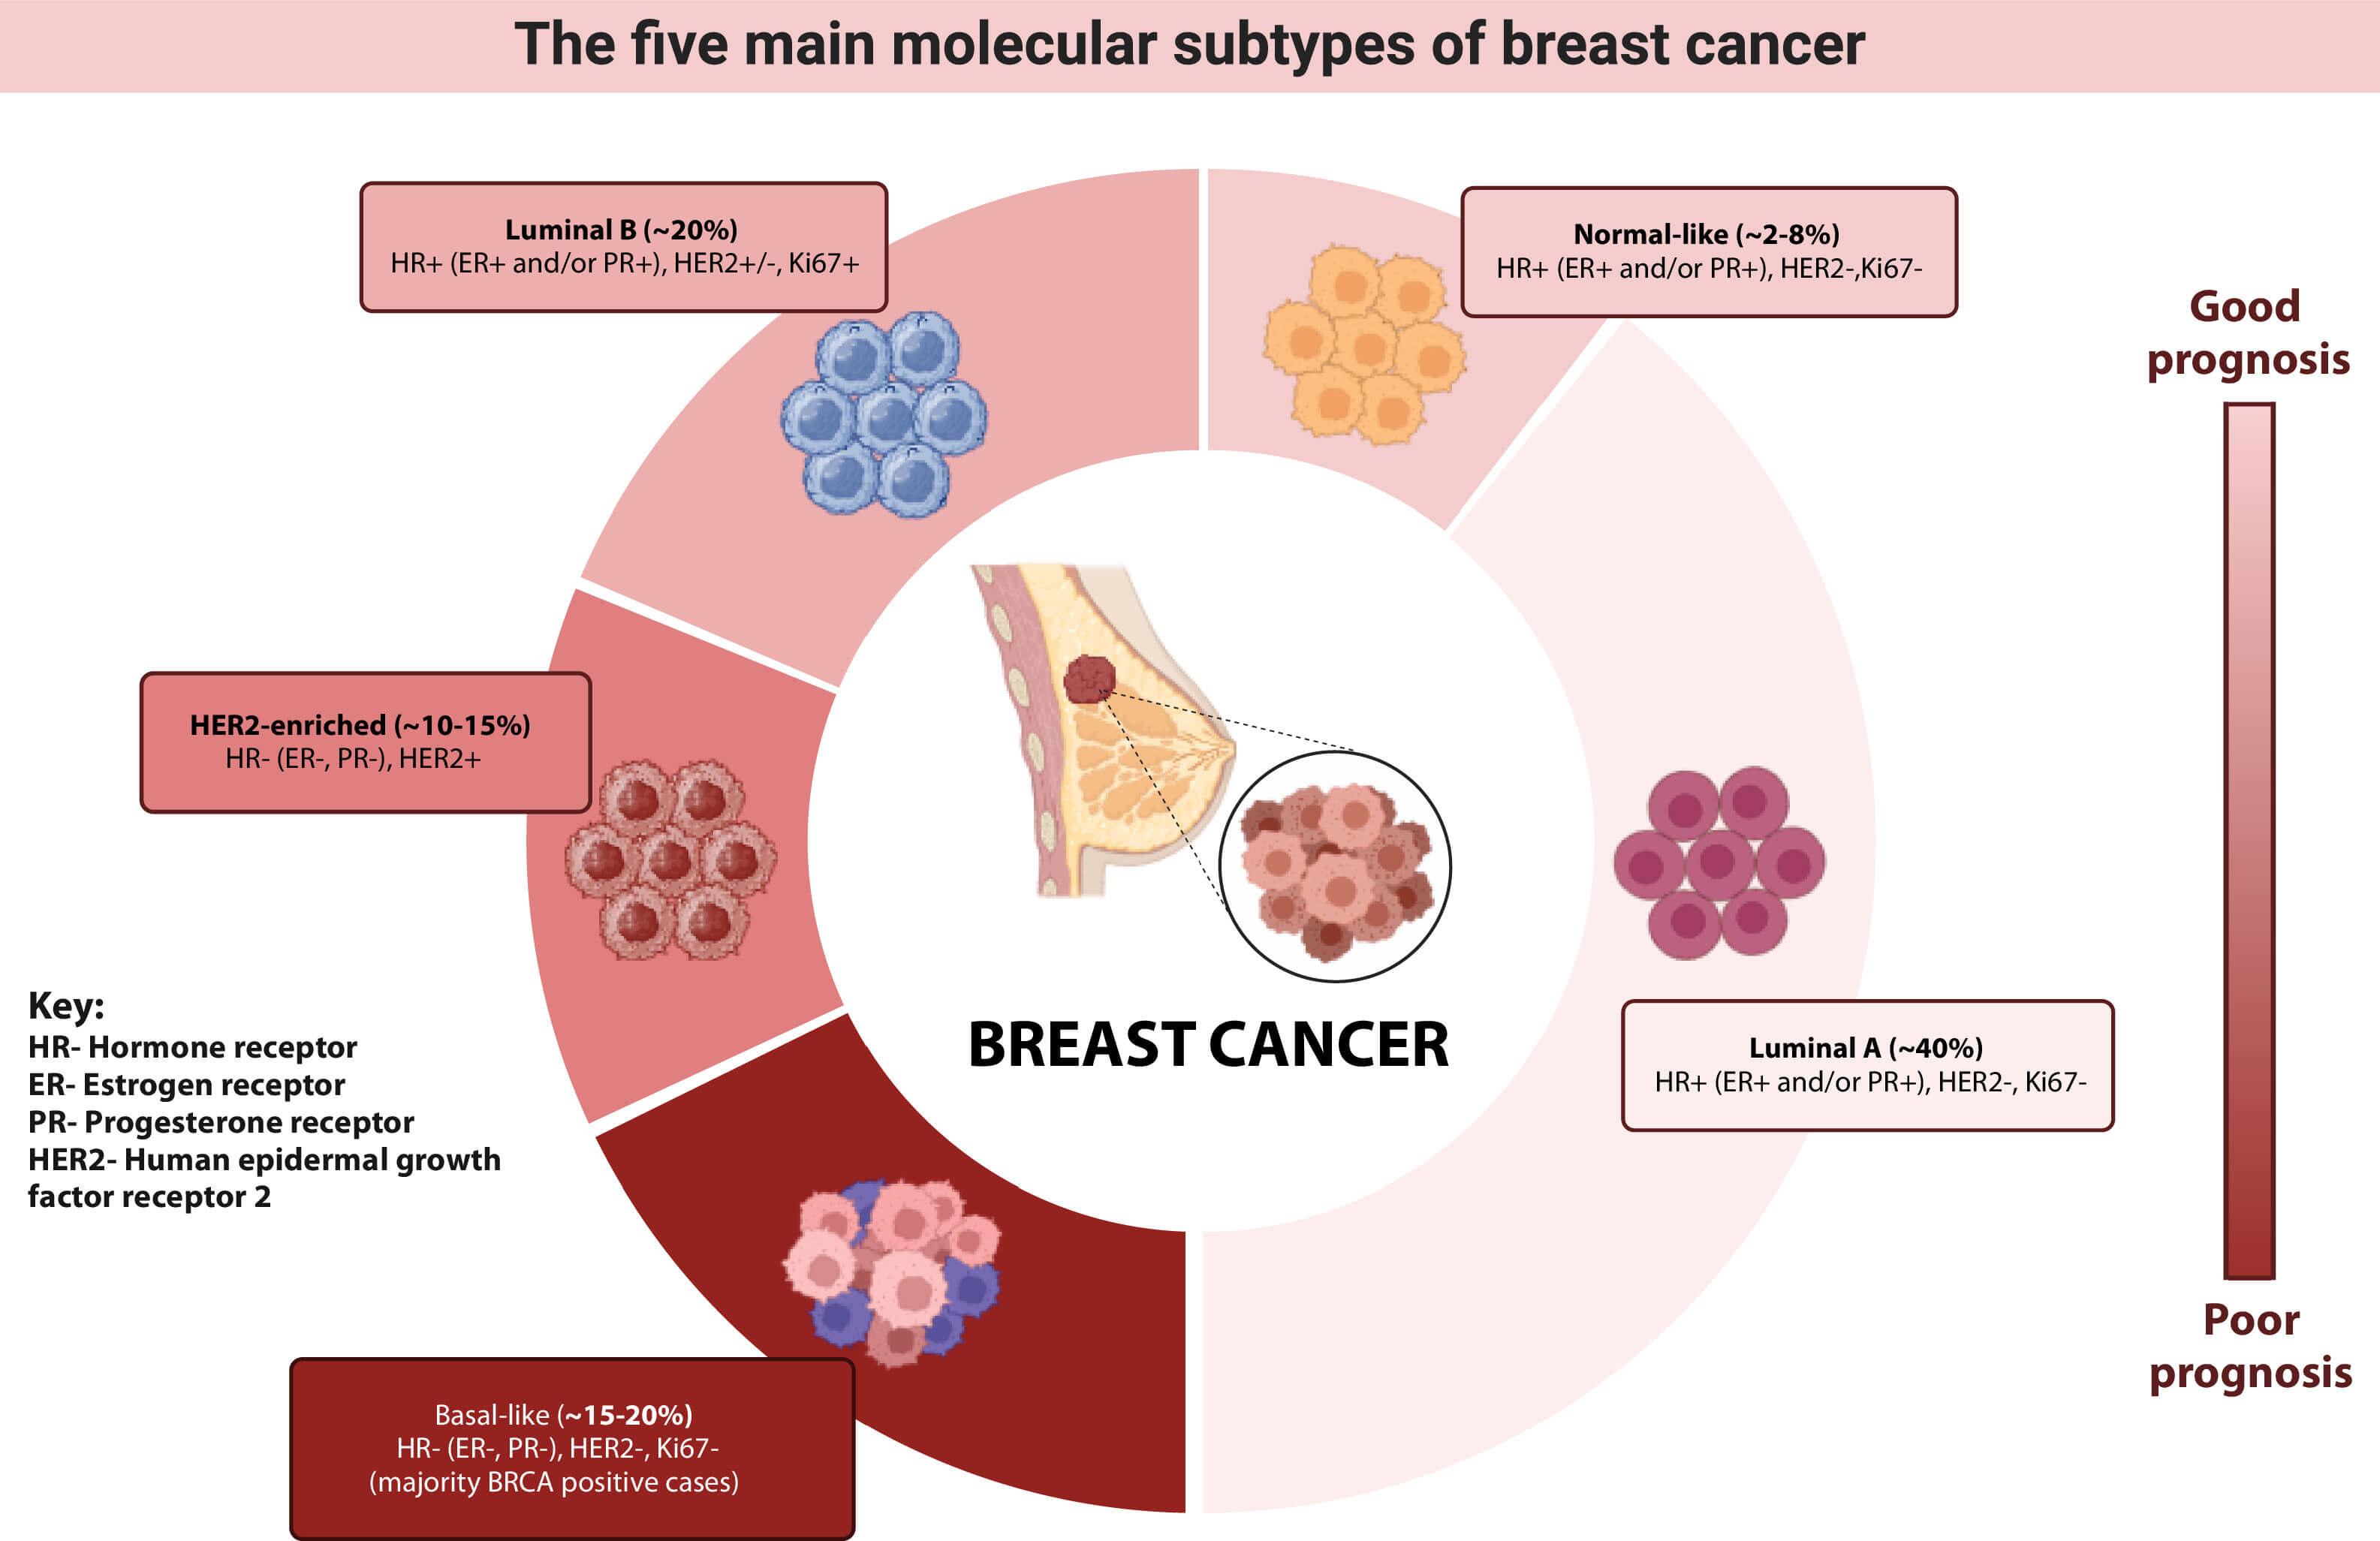 The five main molecular subtypes of breast cancer
Luminal B (~20%)
HR+ (ER+ and/or PR+), HER2+/-, Ki67+
Normal-like (~2-8%)
HR+ (ER+ and/or PR+), HER2-,Ki67-
Good
prognosis
HER2-enriched (~10-15%)
HR- (ER-, PR-), HER2+
Key:
HR- Hormone receptor
ER- Estrogen receptor
PR- Progesterone receptor
HER2- Human epidermal growth
factor receptor 2
BREAST CANCER
Luminal A (~40%)
HR+ (ER+ and/or PR+), HER2-, Ki67-
Poor
prognosis
Basal-like (~15-20%)
HR- (ER-, PR-), HER2-, Ki67-
(majority BRCA positive cases)